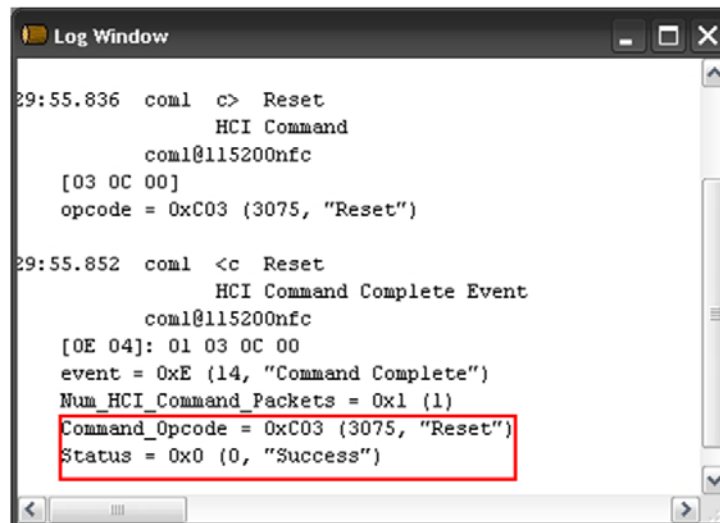 Log Window
29:55.836 com1 c> Reset
HCI Command
com1@115200nfc
[03 0C 00]
opcode = 0xC03 (3075, "Reset")
29:55.852 com1 <c Reset
HCI Command Complete Event
com1@115200nfc
[0E 04]: 01 03 0C 00
event = 0xE (14, "Command Complete")
Num_HCI_Command_Packets = 0x1 (1)
Command_Opcode = 0xC03 (3075, "Reset")
Status = 0x0 (0, "Success")